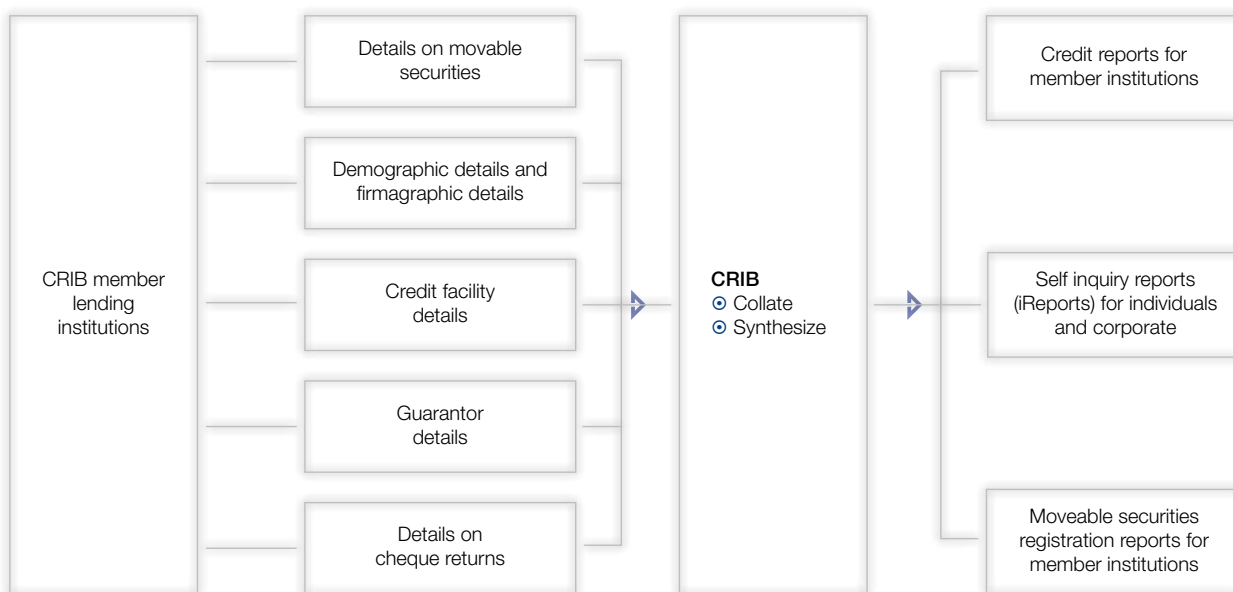 CRIB member
lending
institutions
Details on movable
securities
Demographic details and
firmagraphic details
Credit facility
details
Guarantor
details
Details on
cheque returns
CRIB
Collate
Synthesize
Credit reports for
member institutions
Self inquiry reports
(iReports) for individuals
and corporate
Moveable securities
registration reports for
member institutions